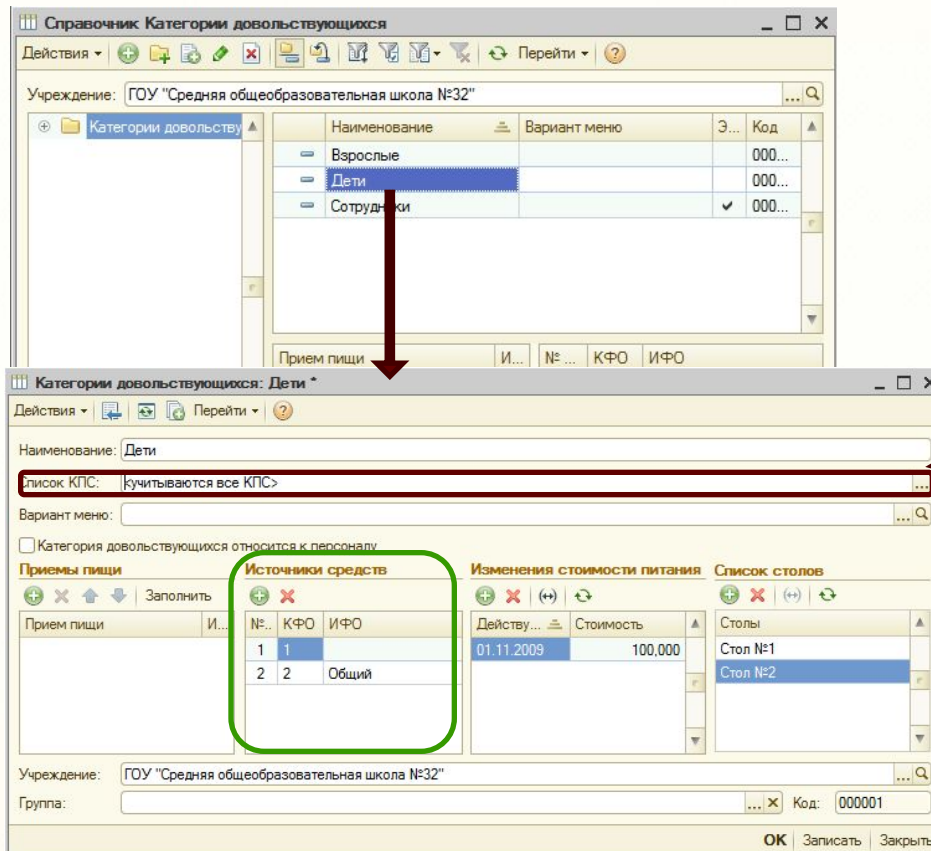 Справочник Категории довольствующихся
Действия Перейти
Учреждение: ГОУ "Средняя общеобразовательная школа №32" ...
Категории довольству
Наименование Вариант меню Э... Код
Взрослые 000...
Дети 000...
Сотрудники 000...
Прием пищи И... № ... КФО ИФО
Категории довольствующихся: Дети *
Действия Перейти
Наименование: Дети
Список КПС: <учитываются все КПС> ...
Вариант меню: ...
Категория довольствующихся относится к персоналу
Приемы пищи Источники средств Изменения стоимости питания Список столов
Заполнить
Прием пищи И... №.. КФО ИФО Действу... Стоимость Столы
1 1 01.11.2009 100,000 Стол №1
2 2 Общий Стол №2
Учреждение: ГОУ "Средняя общеобразовательная школа №32" ...
Группа: ... Код: 000001
ОК Записать Закрыть